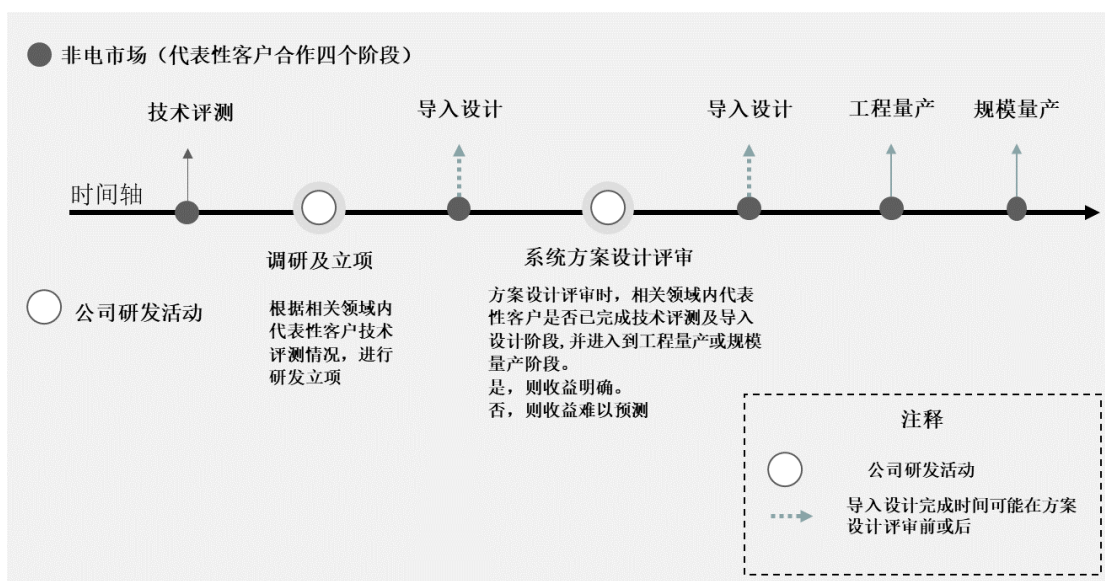 非电市场（代表性客户合作四个阶段）
技术评测
导入设计
导入设计
工程量产
规模量产
时间轴
调研及立项
根据相关领域内
代表性客户技术
评测情况，进行
研发立项
系统方案设计评审
方案设计评审时，相关领域内代表
性客户是否已完成技术评测及导入
设计阶段,并进入到工程量产或规模
量产阶段。
是，则收益明确。
否，则收益难以预测
公司研发活动
注释
公司研发活动
导入设计完成时间可能在方案
设计评审前或后